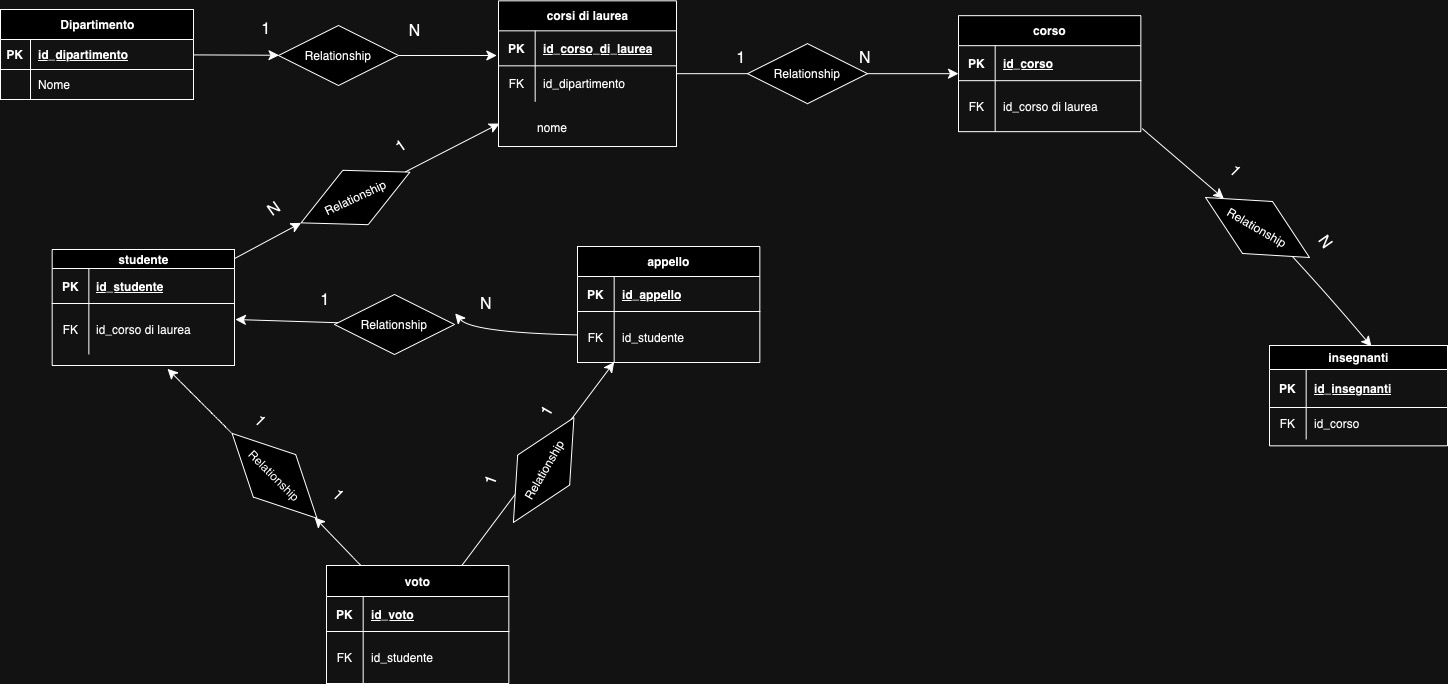 Dipartimento
PK id_dipartimento
Nome
1
Relationship
N
corsi di laurea
PK id_corso_di_laurea
FK id_dipartimento
nome
1
Relationship
N
corso
PK id_corso
FK id_corso di laurea
1
Relationship
N
1
Relationship
N
studente
PK id_studente
FK id_corso di laurea
1
Relationship
N
appello
PK id_appello
FK id_studente
insegnanti
PK id_insegnanti
FK id_corso
1
Relationship
1
1
Relationship
1
voto
PK id_voto
FK id_studente